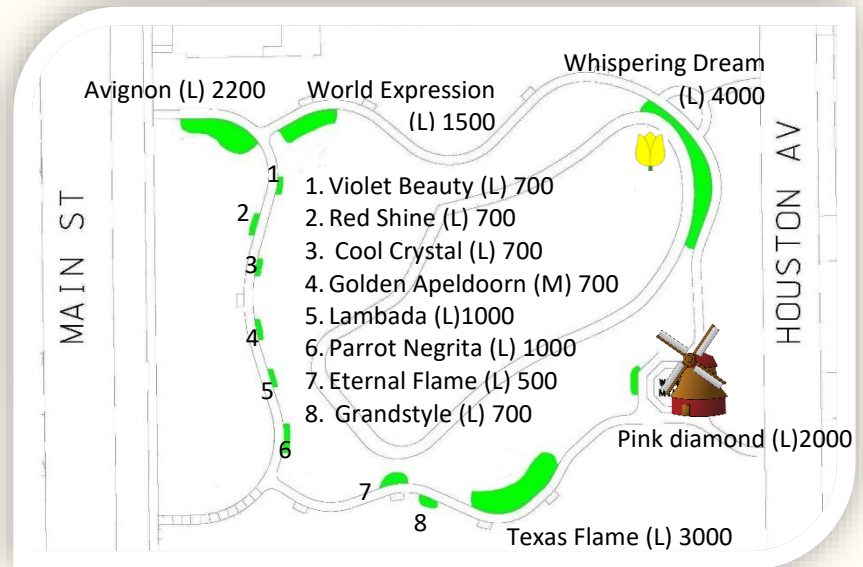 Whispering Dream
(L) 4000
Avignon (L) 2200
World Expression
(L) 1500
MAIN ST
HOUSTON AV
1
2
3
4
5
6
7
8
1. Violet Beauty (L) 700
2. Red Shine (L) 700
3. Cool Crystal (L) 700
4. Golden Apeldoorn (M) 700
5. Lambada (L)1000
6. Parrot Negrita (L) 1000
7. Eternal Flame (L) 500
8. Grandstyle (L) 700
Pink diamond (L)2000
Texas Flame (L) 3000